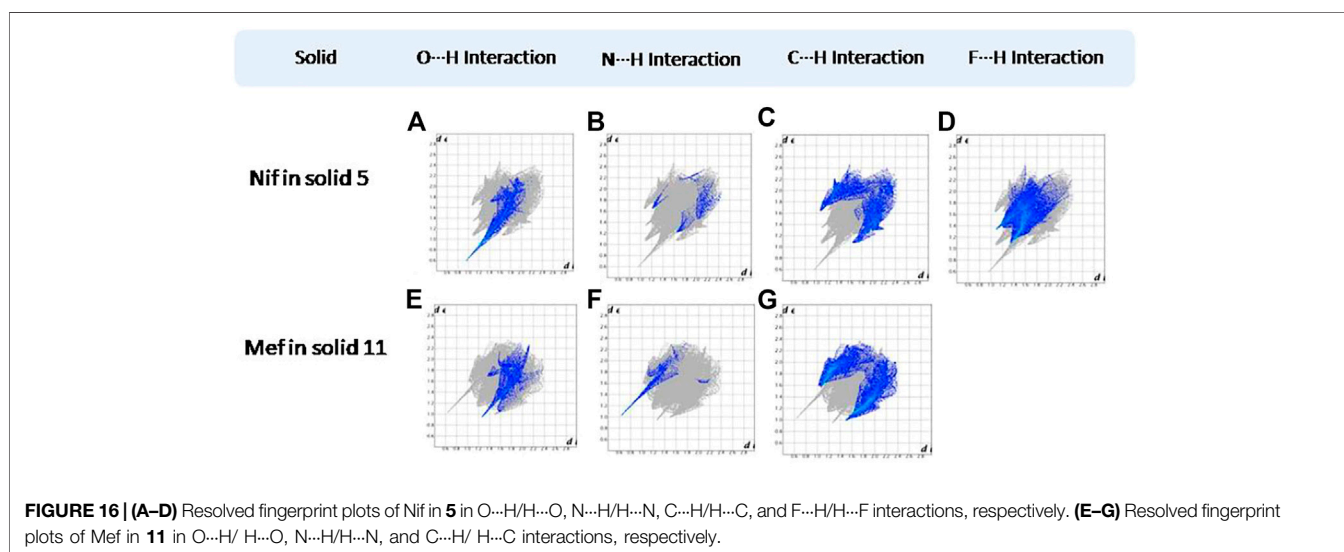 Solid O···H Interaction N···H Interaction C···H Interaction F···H Interaction
A B C D
Nif in solid 5
E F G
Mef in solid 11
FIGURE 16 | (A–D) Resolved fingerprint plots of Nif in 5 in O···H/H···O, N···H/H···N, C···H/H···C, and F···H/H···F interactions, respectively. (E–G) Resolved fingerprint
plots of Mef in 11 in O···H/ H···O, N···H/H···N, and C···H/ H···C interactions, respectively.